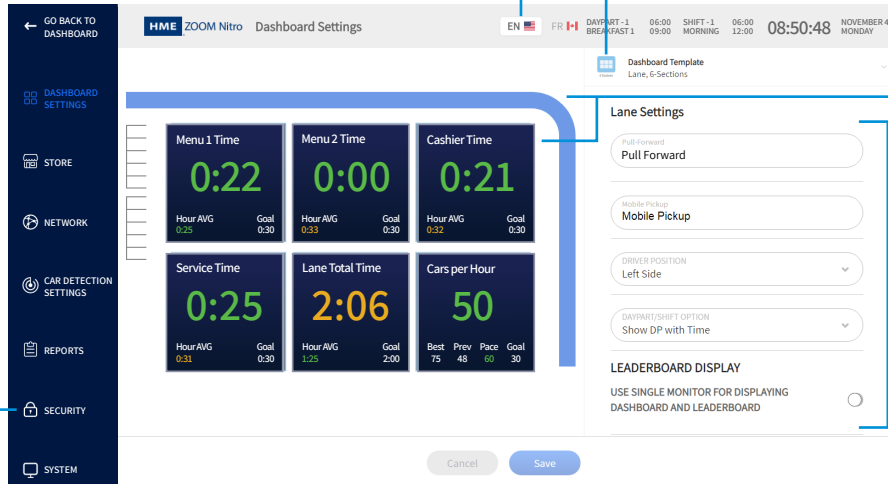 GO BACK TO
DASHBOARD
HME ZOOM Nitro Dashboard Settings
EN FR
DAYPART - 1 06:00 SHIFT - 1 06:00
BREAKFAST 1 09:00 MORNING 12:00
08:50:48
NOVEMBER 4
MONDAY
DASHBOARD
SETTINGS
STORE
NETWORK
CAR DETECTION
SETTINGS
REPORTS
SECURITY
SYSTEM
Menu 1 Time
0:22
Hour AVG Goal
0:25 0:30
Menu 2 Time
0:00
Hour AVG Goal
0:33 0:30
Cashier Time
0:21
Hour AVG Goal
0:32 0:30
Service Time
0:25
Hour AVG Goal
0:31 0:30
Lane Total Time
2:06
Hour AVG Goal
1:25 2:00
Cars per Hour
50
Best Prev Pace Goal
75 48 60 30
Dashboard Template
Lane, 6-Sections
Lane Settings
Pull-Forward
Pull Forward
Mobile Pickup
Mobile Pickup
DRIVER POSITION
Left Side
DAYPART/SHIFT OPTION
Show DP with Time
LEADERBOARD DISPLAY
USE SINGLE MONITOR FOR DISPLAYING
DASHBOARD AND LEADERBOARD
Cancel Save